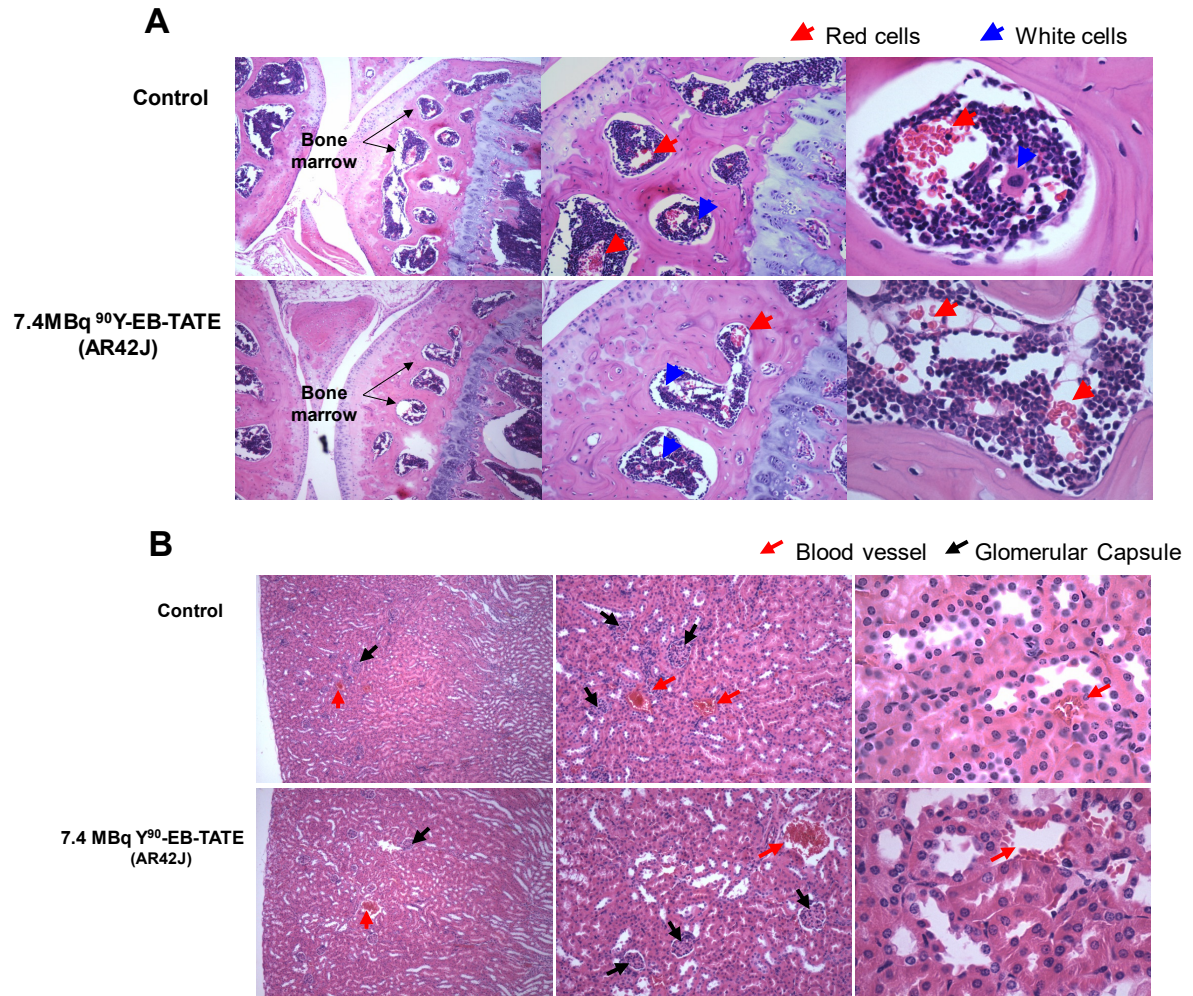 A
Red cells
White cells
Control
Bone
marrow
7.4MBq ⁹⁰Y-EB-TATE
(AR42J)
Bone
marrow
B
Blood vessel
Glomerular Capsule
Control
7.4 MBq Y⁹⁰-EB-TATE
(AR42J)